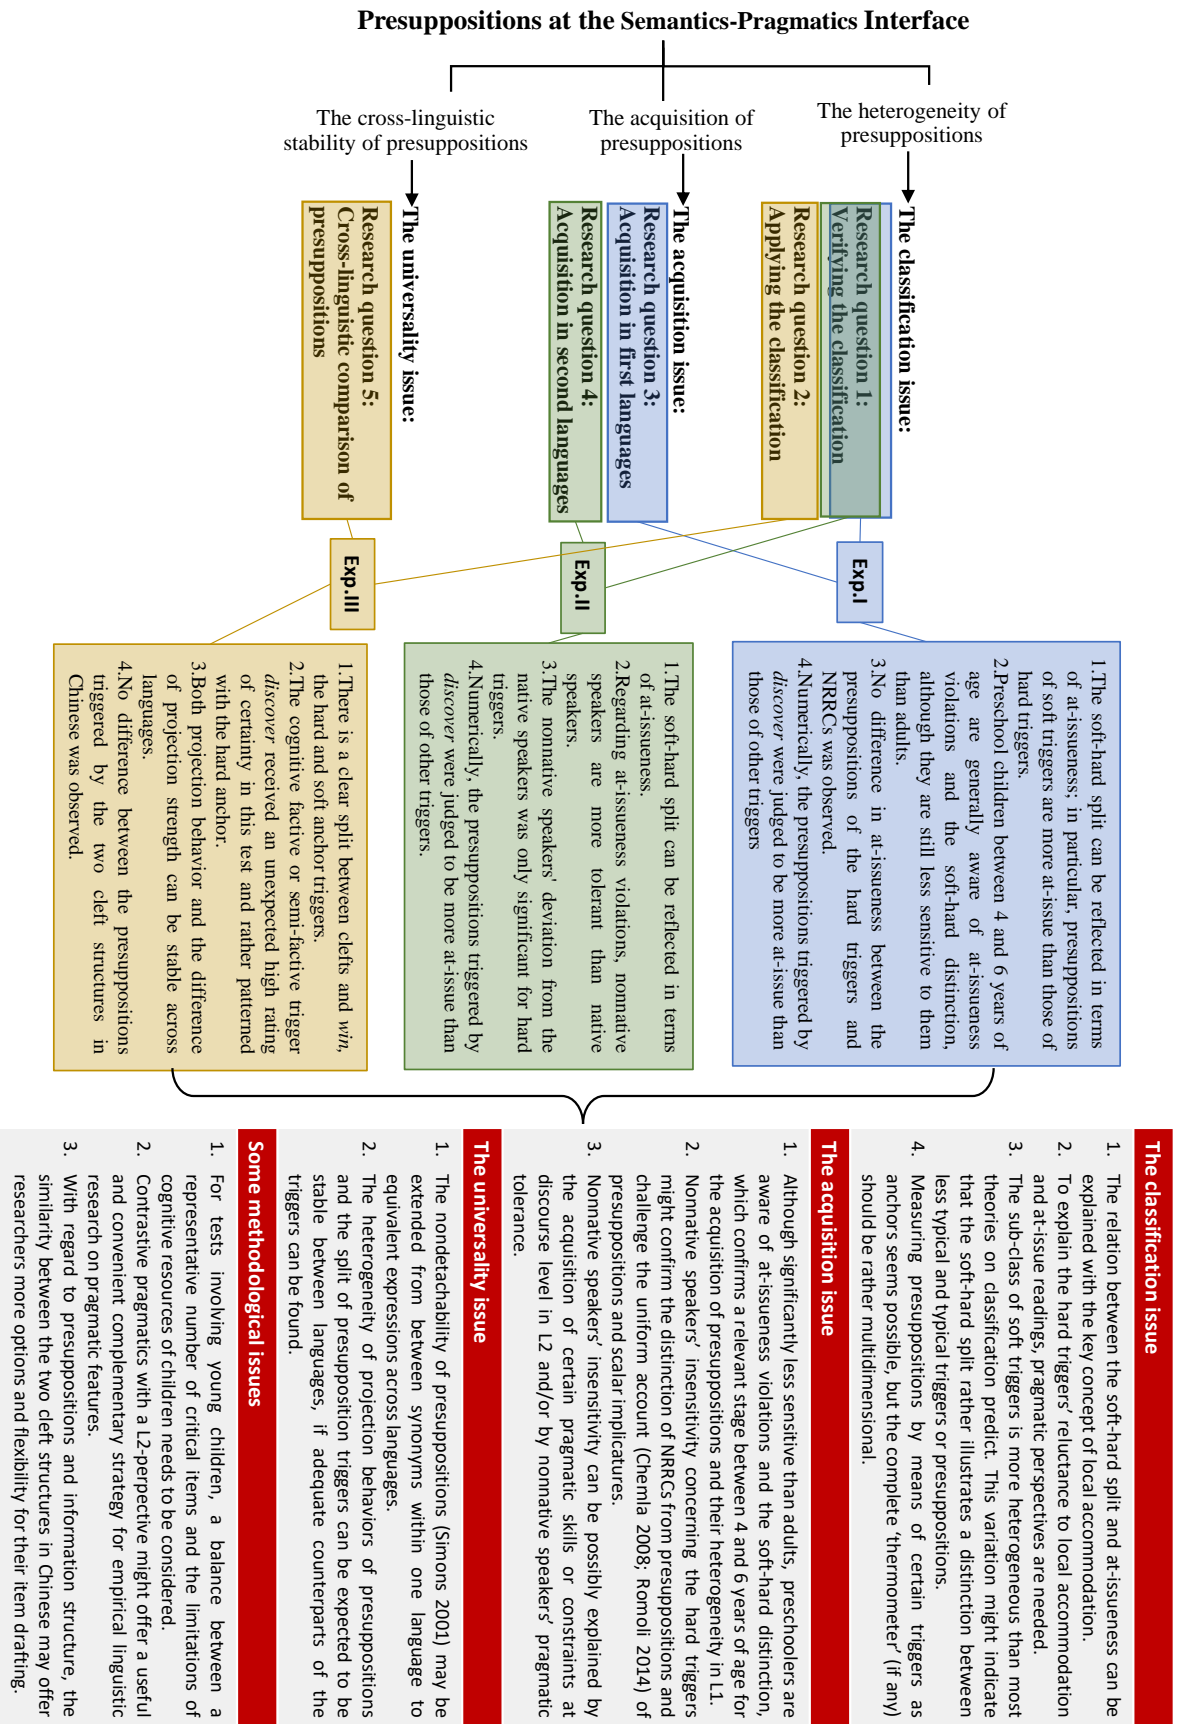 Presuppositions at the Semantics-Pragmatics Interface
The heterogeneity of
presuppositions
The acquisition of
presuppositions
The cross-linguistic
stability of presuppositions
The classification issue:
Research question 1:
Verifying the classification
Research question 2:
Applying the classification
The acquisition issue:
Research question 3:
Acquisition in first languages
Research question 4:
Acquisition in second languages
The universality issue:
Research question 5:
Cross-linguistic comparison of
presuppositions
Exp.I
Exp.II
Exp.III
1.The soft-hard split can be reflected in terms
of at-issueness; in particular, presuppositions
of soft triggers are more at-issue than those of
hard triggers.
2.Preschool children between 4 and 6 years of
age are generally aware of at-issueness
violations and the soft-hard distinction,
although they are still less sensitive to them
than adults.
3.No difference in at-issueness between the
presuppositions of the hard triggers and
NRRCs was observed.
4.Numerically, the presuppositions triggered by
discover were judged to be more at-issue than
those of other triggers
1.The soft-hard split can be reflected in terms
of at-issueness.
2.Regarding at-issueness violations, nonnative
speakers are more tolerant than native
speakers.
3.The nonnative speakers' deviation from the
native speakers was only significant for hard
triggers.
4.Numerically, the presuppositions triggered by
discover were judged to be more at-issue than
those of other triggers.
1.There is a clear split between clefts and win,
the hard and soft anchor triggers.
2.The cognitive factive or semi-factive trigger
discover received an unexpected high rating
of certainty in this test and rather patterned
with the hard anchor.
3.Both projection behavior and the difference
of projection strength can be stable across
languages.
4.No difference between the presuppositions
triggered by the two cleft structures in
Chinese was observed.
The classification issue
1. The relation between the soft-hard split and at-issueness can be
explained with the key concept of local accommodation.
2. To explain the hard triggers' reluctance to local accommodation
and at-issue readings, pragmatic perspectives are needed.
3. The sub-class of soft triggers is more heterogeneous than most
theories on classification predict. This variation might indicate
that the soft-hard split rather illustrates a distinction between
less typical and typical triggers or presuppositions.
4. Measuring presuppositions by means of certain triggers as
anchors seems possible, but the complete ‘thermometer’ (if any)
should be rather multidimensional.
The acquisition issue
1. Although significantly less sensitive than adults, preschoolers are
aware of at-issueness violations and the soft-hard distinction,
which confirms a relevant stage between 4 and 6 years of age for
the acquisition of presuppositions and their heterogeneity in L1.
2. Nonnative speakers’ insensitivity concerning the hard triggers
might confirm the distinction of NRRCs from presuppositions and
challenge the uniform account (Chemla 2008; Romoli 2014) of
presuppositions and scalar implicatures.
3. Nonnative speakers’ insensitivity can be possibly explained by
the acquisition of certain pragmatic skills or constraints at
discourse level in L2 and/or by nonnative speakers’ pragmatic
tolerance.
The universality issue
1. The nondetachability of presuppositions (Simons 2001) may be
extended from between synonyms within one language to
equivalent expressions across languages.
2. The heterogeneity of projection behaviors of presuppositions
and the split of presupposition triggers can be expected to be
stable between languages, if adequate counterparts of the
triggers can be found.
Some methodological issues
1. For tests involving young children, a balance between a
representative number of critical items and the limitations of
cognitive resources of children needs to be considered.
2. Contrastive pragmatics with a L2-perpective might offer a useful
and convenient complementary strategy for empirical linguistic
research on pragmatic features.
3. With regard to presuppositions and information structure, the
similarity between the two cleft structures in Chinese may offer
researchers more options and flexibility for their item drafting.